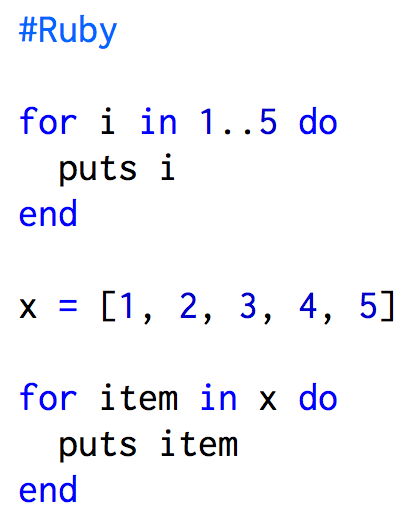 #Ruby
for i in 1..5 do
  puts i
end
x = [1, 2, 3, 4, 5]
for item in x do
  puts item
end